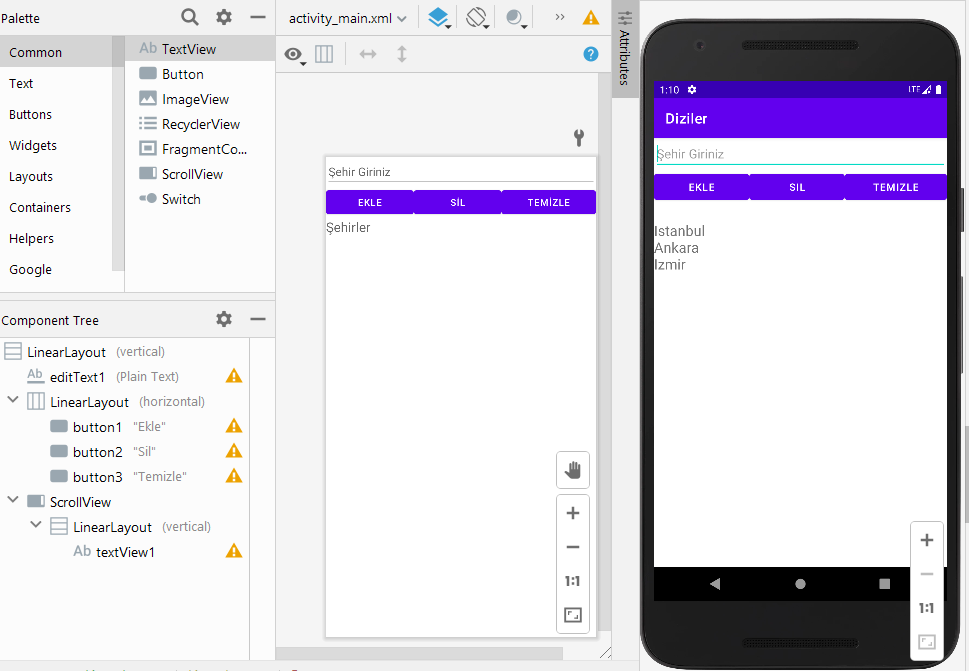 Palette
Common
Text
Buttons
Widgets
Layouts
Containers
Helpers
Google
Ab TextView
Button
ImageView
RecyclerView
FragmentCo...
ScrollView
Switch
Component Tree
LinearLayout (vertical)
Ab editText1 (Plain Text)
LinearLayout (horizontal)
button1 "Ekle"
button2 "Sil"
button3 "Temizle"
ScrollView
LinearLayout (vertical)
Ab textView1
activity_main.xml
»
?
Şehir Giriniz
EKLE SİL TEMİZLE
Şehirler
1:1
Attributes
1:10 LTE
Diziler
Şehir Giriniz
EKLE SIL TEMIZLE
Istanbul
Ankara
Izmir
1:1